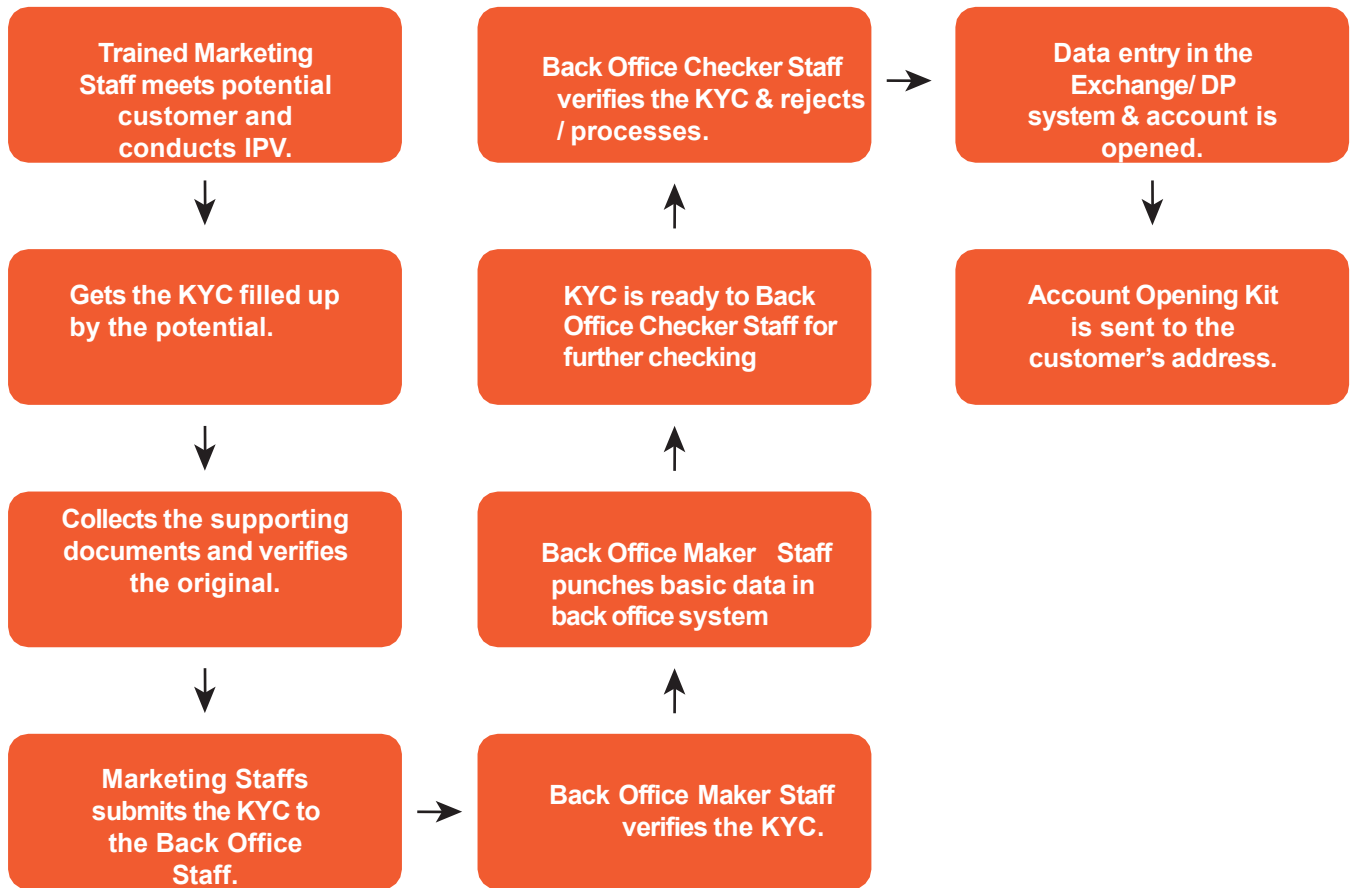 Trained Marketing
Staff meets potential
customer and
conducts IPV.
Gets the KYC filled up
by the potential.
Collects the supporting
documents and verifies
the original.
Marketing Staffs
submits the KYC to
the Back Office
Staff.
Back Office Maker Staff
verifies the KYC.
Back Office Maker Staff
punches basic data in
back office system
KYC is ready to Back
Office Checker Staff for
further checking
Back Office Checker Staff
verifies the KYC & rejects
/ processes.
Data entry in the
Exchange/ DP
system & account is
opened.
Account Opening Kit
is sent to the
customer’s address.